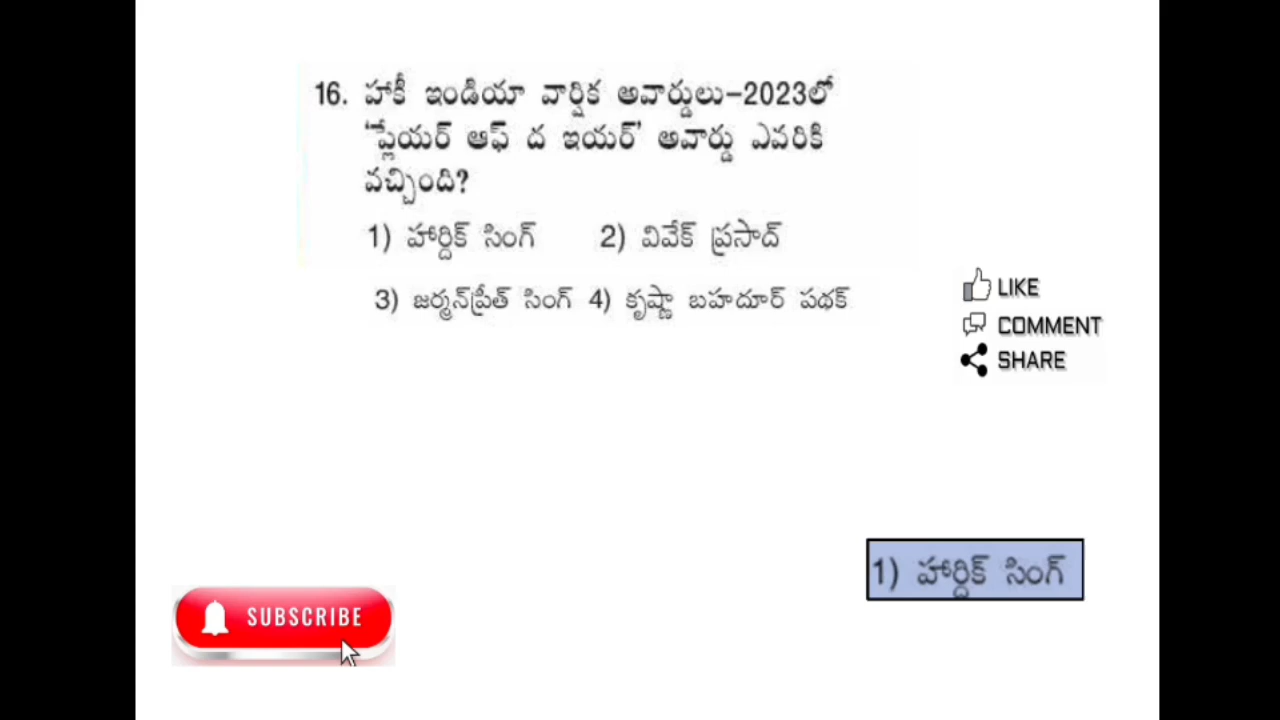 16. హాకీ ఇండియా వార్షిక అవార్డులు-2023లో
'ప్లేయర్ ఆఫ్ ద ఇయర్' అవార్డు ఎవరికి
వచ్చింది?
1) హార్దిక్ సింగ్ 2) వివేక్ ప్రసాద్
3) జర్మన్‌ప్రీత్ సింగ్ 4) కృష్ణా బహదూర్ పథక్
LIKE
COMMENT
SHARE
1) హార్దిక్ సింగ్
SUBSCRIBE